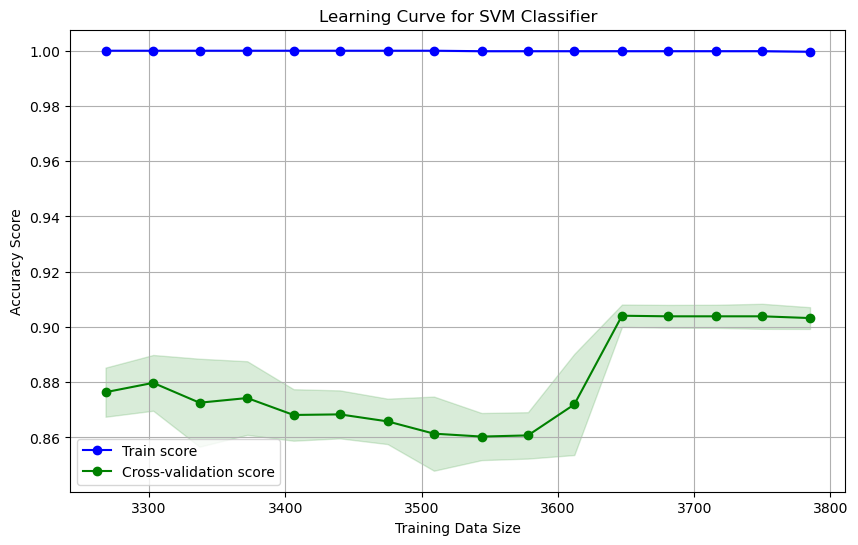 Learning Curve for SVM Classifier
Accuracy Score
1.00
0.98
0.96
0.94
0.92
0.90
0.88
0.86
Train score
Cross-validation score
3300 3400 3500 3600 3700 3800
Training Data Size